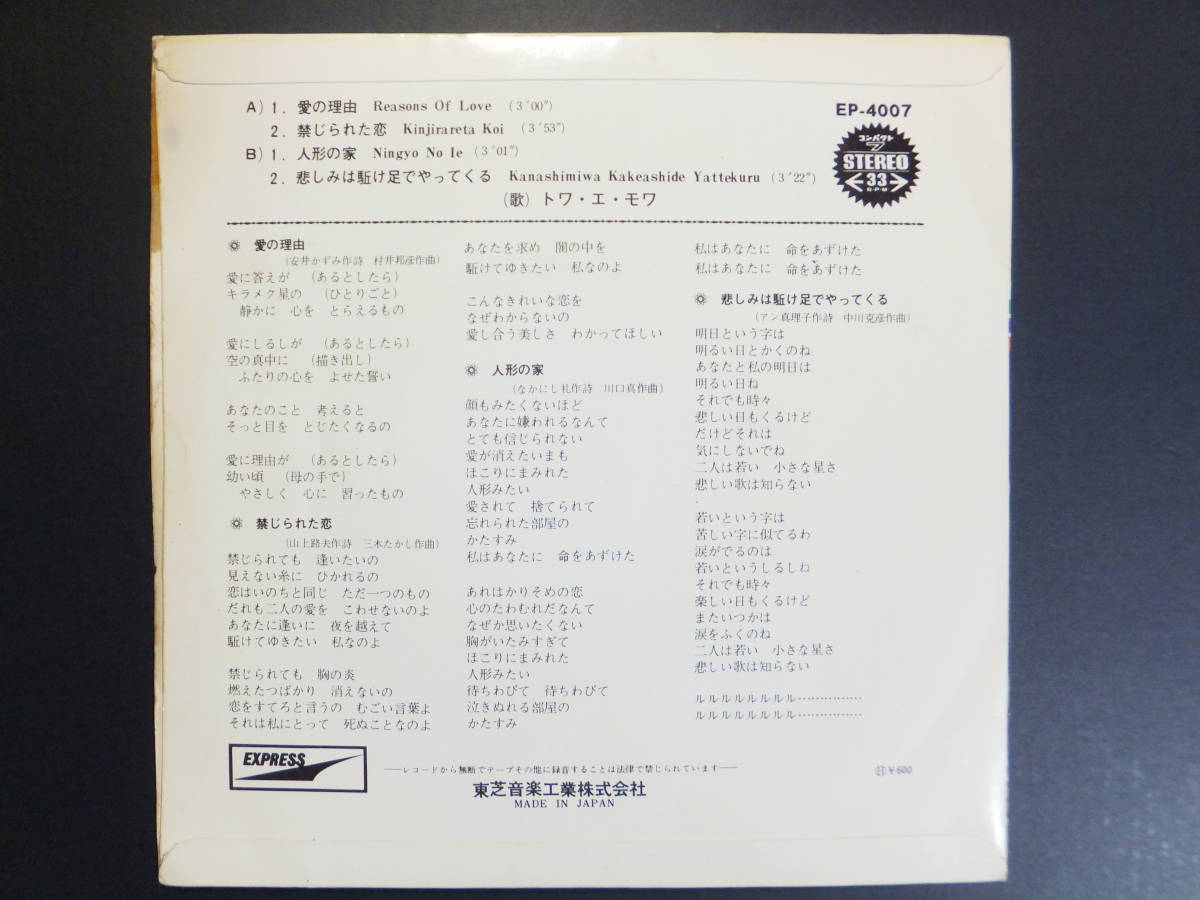 A) 1. 愛の理由 Reasons Of Love (3′00″)
2. 禁じられた恋 Kinjirareta Koi (3′53″)
B) 1. 人形の家 Ningyo No Ie (3′01″)
2. 悲しみは駈け足でやってくる Kanashimiwa Kakeashide Yattekuru (3′22″)
(歌) トワ・エ・モワ
EP-4007
コンパクト
7
STEREO
33
R・P・M
愛の理由
(安井かずみ作詩 村井邦彦作曲)
愛に答えが (あるとしたら)
キラメク星の (ひとりごと)
静かに 心を とらえるもの
愛にしるしが (あるとしたら)
空の真中に (描き出し)
ふたりの心を よせた誓い
あなたのこと 考えると
そっと目を とじたくなるの
愛に理由が (あるとしたら)
幼い頃 (母の手で)
やさしく 心に 習ったもの
禁じられた恋
(山上路夫作詩 三木たかし作曲)
禁じられても 逢いたいの
見えない糸に ひかれるの
恋はいのちと同じ ただ一つのもの
だれも二人の愛を こわせないのよ
あなたに逢いに 夜を越えて
駈けてゆきたい 私なのよ
禁じられても 胸の炎
燃えたつばかり 消えないの
恋をすてろと言うの むごい言葉よ
それは私にとって 死ぬことなのよ
あなたを求め 闇の中を
駈けてゆきたい 私なのよ
こんなきれいな恋を
なぜわからないの
愛し合う美しさ わかってほしい
人形の家
(なかにし礼作詩 川口真作曲)
顔もみたくないほど
あなたに嫌われるなんて
とても信じられない
愛が消えたいまも
ほこりにまみれた
人形みたい
愛されて 捨てられて
忘れられた部屋の
かたすみ
私はあなたに 命をあずけた
あれはかりそめの恋
心のたわむれだなんて
なぜか思いたくない
胸がいたみすぎて
ほこりにまみれた
人形みたい
待ちわびて 待ちわびて
泣きぬれる部屋の
かたすみ
私はあなたに 命をあずけた
私はあなたに 命をあずけた
悲しみは駈け足でやってくる
(アン真理子作詩 中川克彦作曲)
明日という字は
明るい日とかくのね
あなたと私の明日は
明るい日ね
それでも時々
悲しい日もくるけど
だけどそれは
気にしないでね
二人は若い 小さな星さ
悲しい歌は知らない
若いという字は
苦しい字に似てるわ
涙がでるのは
若いというしるしね
それでも時々
楽しい日もくるけど
またいつかは
涙をふくのね
二人は若い 小さな星さ
悲しい歌は知らない
ルルルルルルルル……………
ルルルルルルルル……………
EXPRESS
――レコードから無断でテープその他に録音することは法律で禁じられています――
東芝音楽工業株式会社
MADE IN JAPAN
¥600